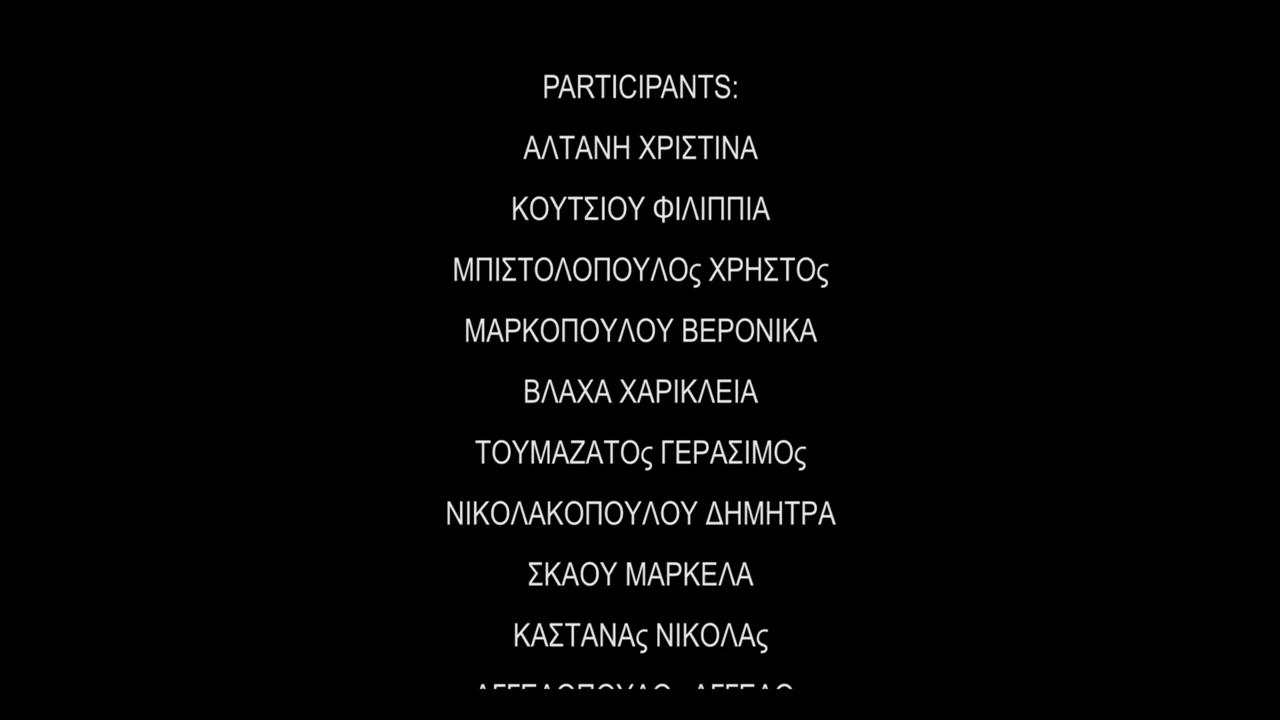 PARTICIPANTS:
ΑΛΤΑΝΗ ΧΡΙΣΤΙΝΑ
ΚΟΥΤΣΙΟΥ ΦΙΛΙΠΠΙΑ
ΜΠΙΣΤΟΛΟΠΟΥΛΟς ΧΡΗΣΤΟς
ΜΑΡΚΟΠΟΥΛΟΥ ΒΕΡΟΝΙΚΑ
ΒΛΑΧΑ ΧΑΡΙΚΛΕΙΑ
ΤΟΥΜΑΖΑΤΟς ΓΕΡΑΣΙΜΟς
ΝΙΚΟΛΑΚΟΠΟΥΛΟΥ ΔΗΜΗΤΡΑ
ΣΚΑΟΥ ΜΑΡΚΕΛΑ
ΚΑΣΤΑΝΑς ΝΙΚΟΛΑς